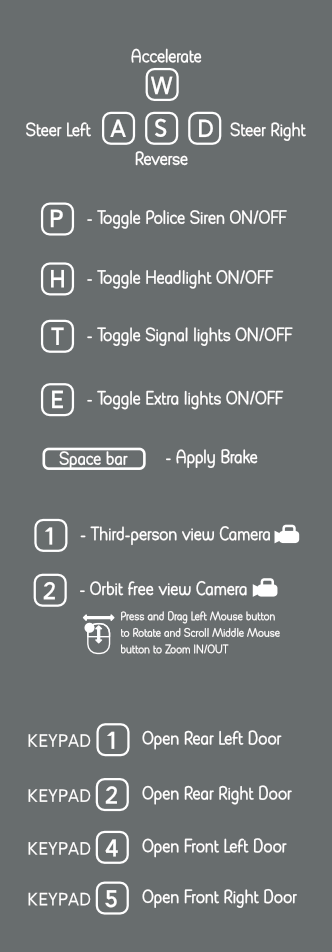 Accelerate
W
Steer Left A S D Steer Right
Reverse
P - Toggle Police Siren ON/OFF
H - Toggle Headlight ON/OFF
T - Toggle Signal lights ON/OFF
E - Toggle Extra lights ON/OFF
Space bar - Apply Brake
1 - Third-person view Camera
2 - Orbit free view Camera
Press and Drag Left Mouse button
to Rotate and Scroll Middle Mouse
button to Zoom IN/OUT
KEYPAD 1 Open Rear Left Door
KEYPAD 2 Open Rear Right Door
KEYPAD 4 Open Front Left Door
KEYPAD 5 Open Front Right Door